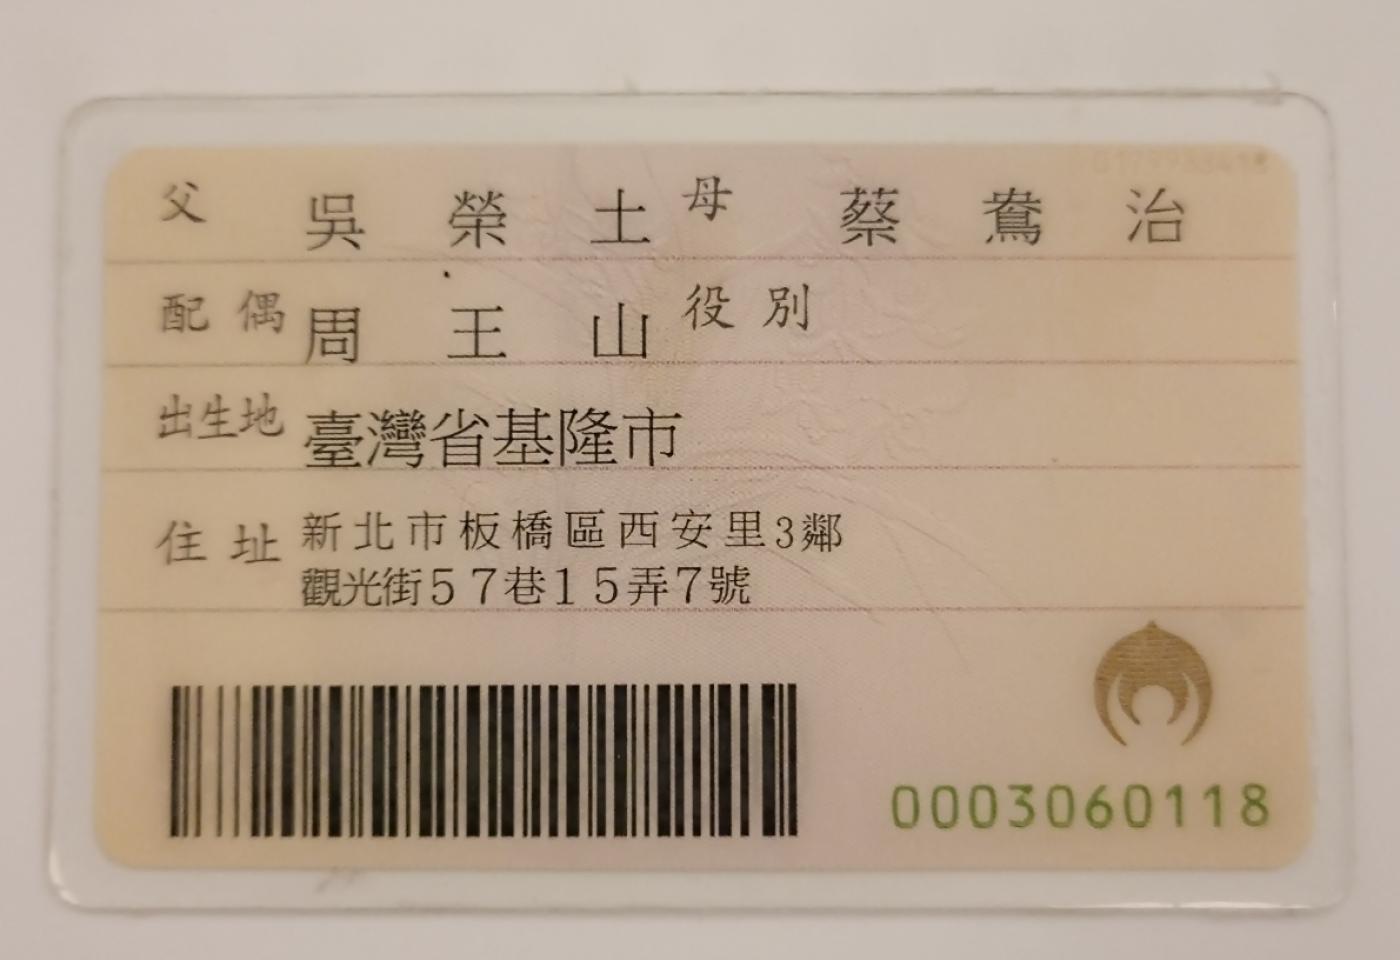 父 吳榮土 母 蔡鴦治
配偶 周王山 役別
出生地 臺灣省基隆市
住址 新北市板橋區西安里3鄰
觀光街57巷15弄7號
0003060118